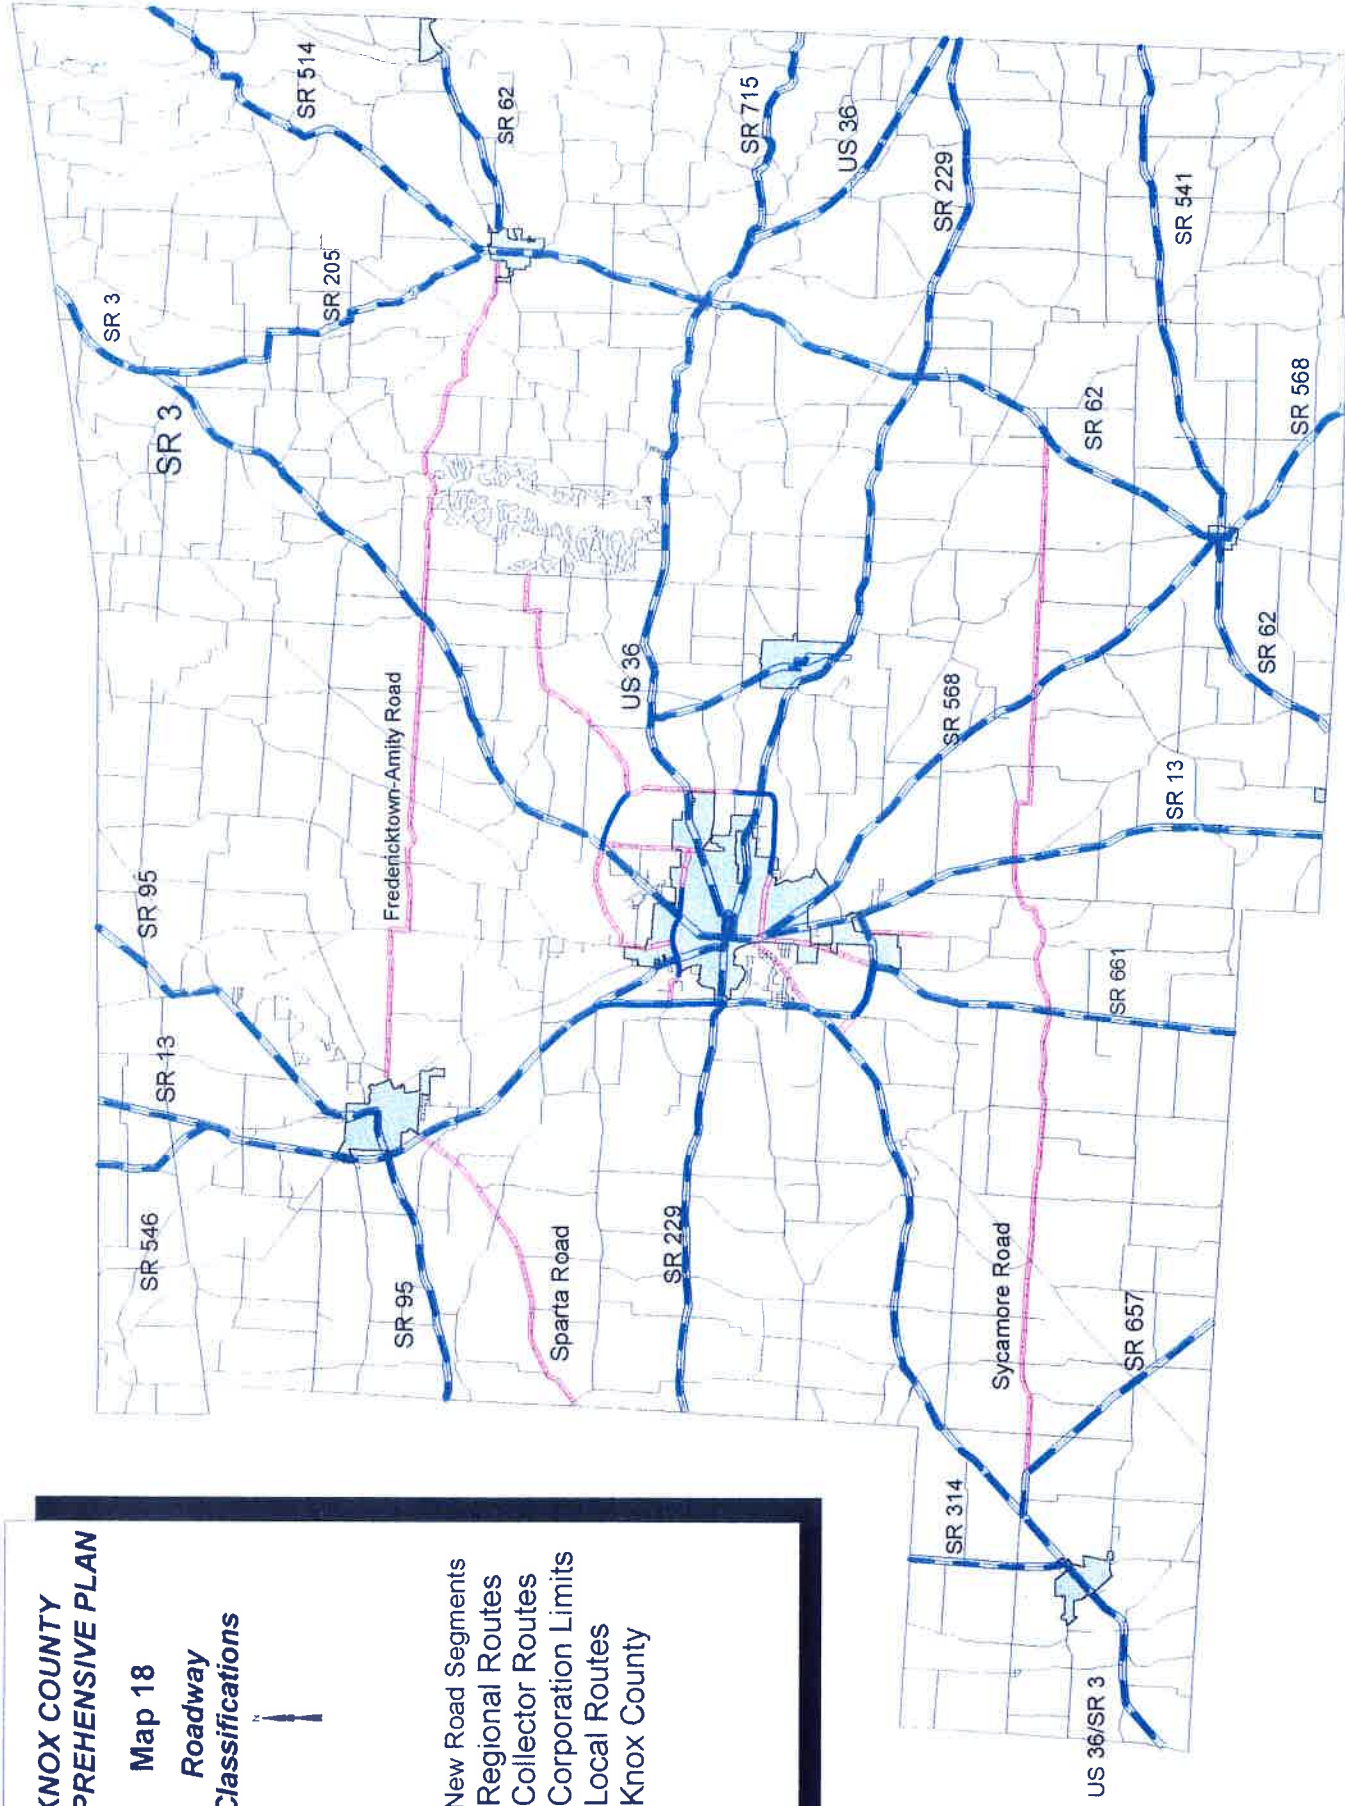 KNOX COUNTY
PREHENSIVE PLAN
Map 18
Roadway
Classifications
N
New Road Segments
Regional Routes
Collector Routes
Corporation Limits
Local Routes
Knox County
SR 546
SR 13
SR 95
SR 3
SR 3
SR 205
SR 514
SR 62
SR 95
Sparta Road
Fredericktown-Amity Road
SR 229
US 36
SR 715
US 36
SR 229
SR 568
SR 62
SR 541
SR 568
SR 62
SR 13
SR 661
Sycamore Road
SR 657
SR 314
US 36/SR 3